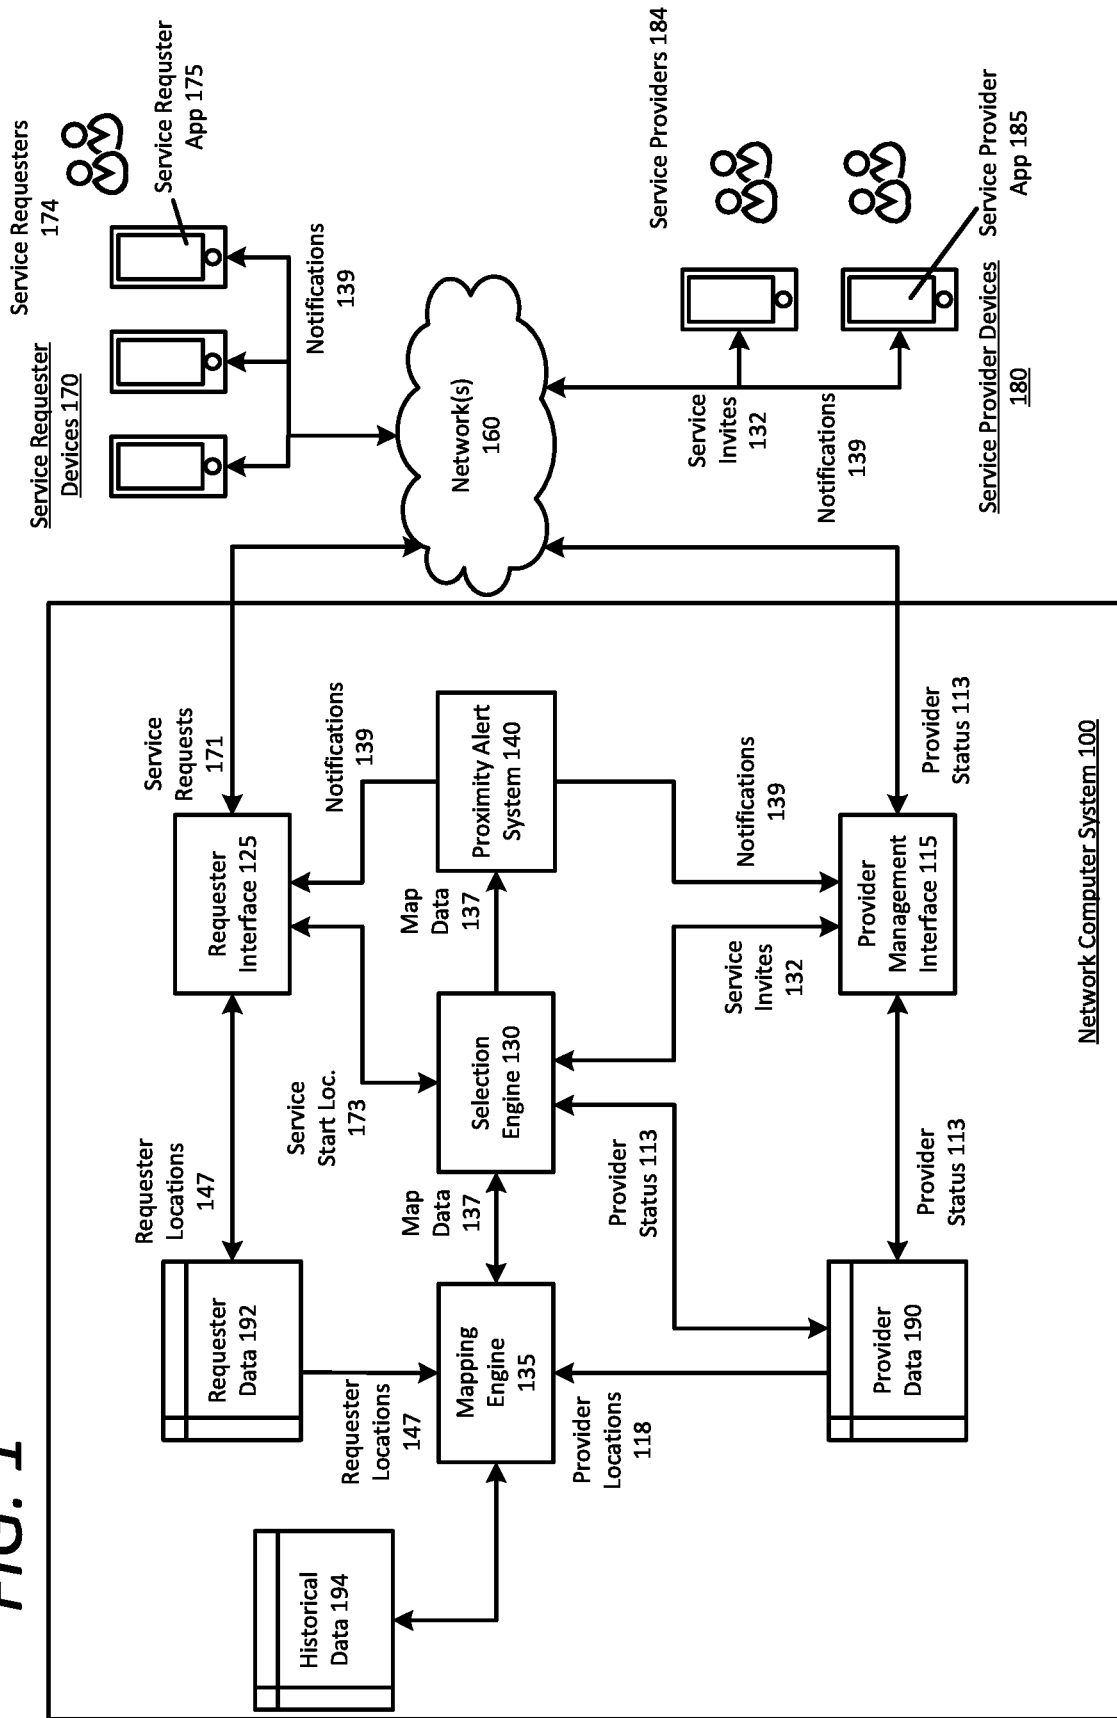 FIG. 1
Historical
Data 194
Requester
Data 192
Requester
Locations
147
Requester
Interface 125
Service
Requests
171
Requester
Locations
147
Service
Start Loc.
173
Notifications
139
Mapping
Engine
135
Map
Data
137
Selection
Engine 130
Map
Data
137
Proximity Alert
System 140
Provider
Locations
118
Provider
Status 113
Service
Invites
132
Notifications
139
Provider
Data 190
Provider
Status 113
Provider
Management
Interface 115
Provider
Status 113
Network Computer System 100
Service Requester
Devices 170
Service Requesters
174
Service Requster
App 175
Notifications
139
Network(s)
160
Service
Invites
132
Notifications
139
Service Providers 184
Service Provider Devices
180
Service Provider
App 185